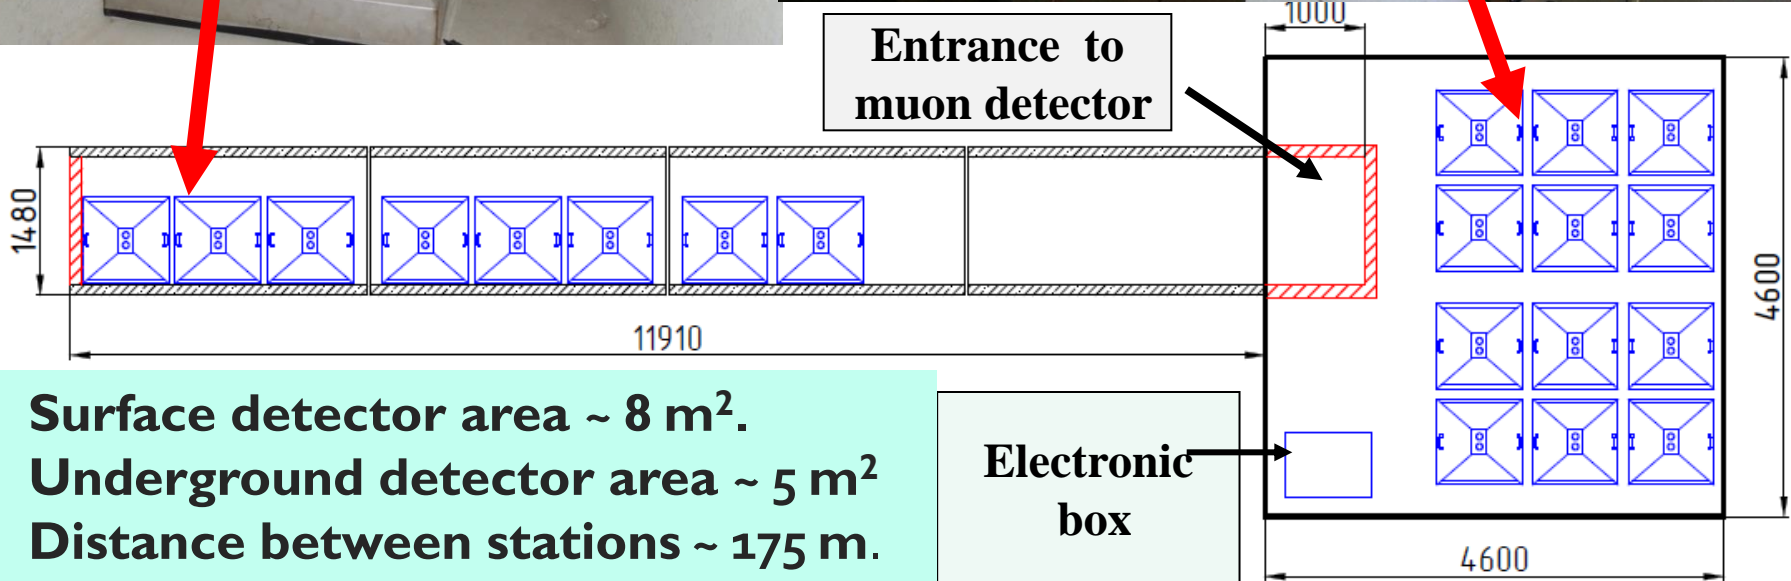 1000
Entrance to
muon detector
1480
11910
4600
Surface detector area ~ 8 m².
Underground detector area ~ 5 m²
Distance between stations ~ 175 m.
Electronic
box
4600